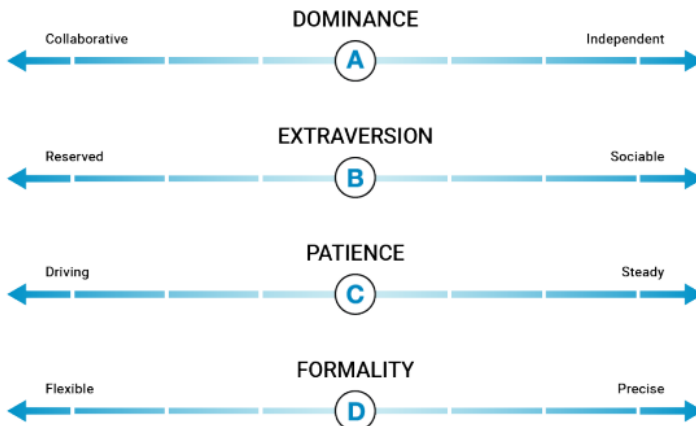 DOMINANCE
Collaborative Independent
A
EXTRAVERSION
Reserved Sociable
B
PATIENCE
Driving Steady
C
FORMALITY
Flexible Precise
D